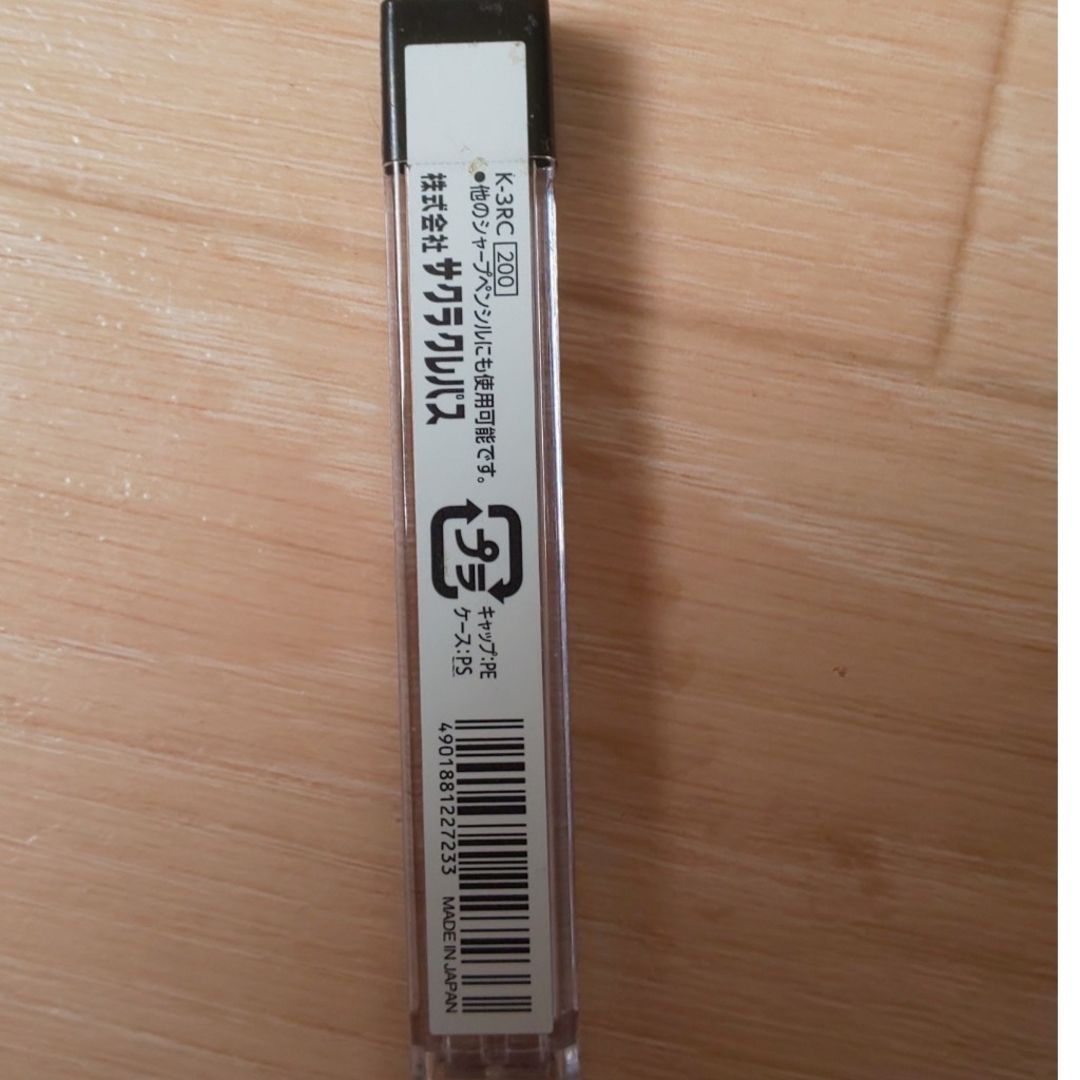 K-3RC 200
●他のシャープペンシルにも使用可能です。
株式会社 サクラクレパス
プラ
キャップ:PE
ケース:PS
4901881227233
MADE IN JAPAN